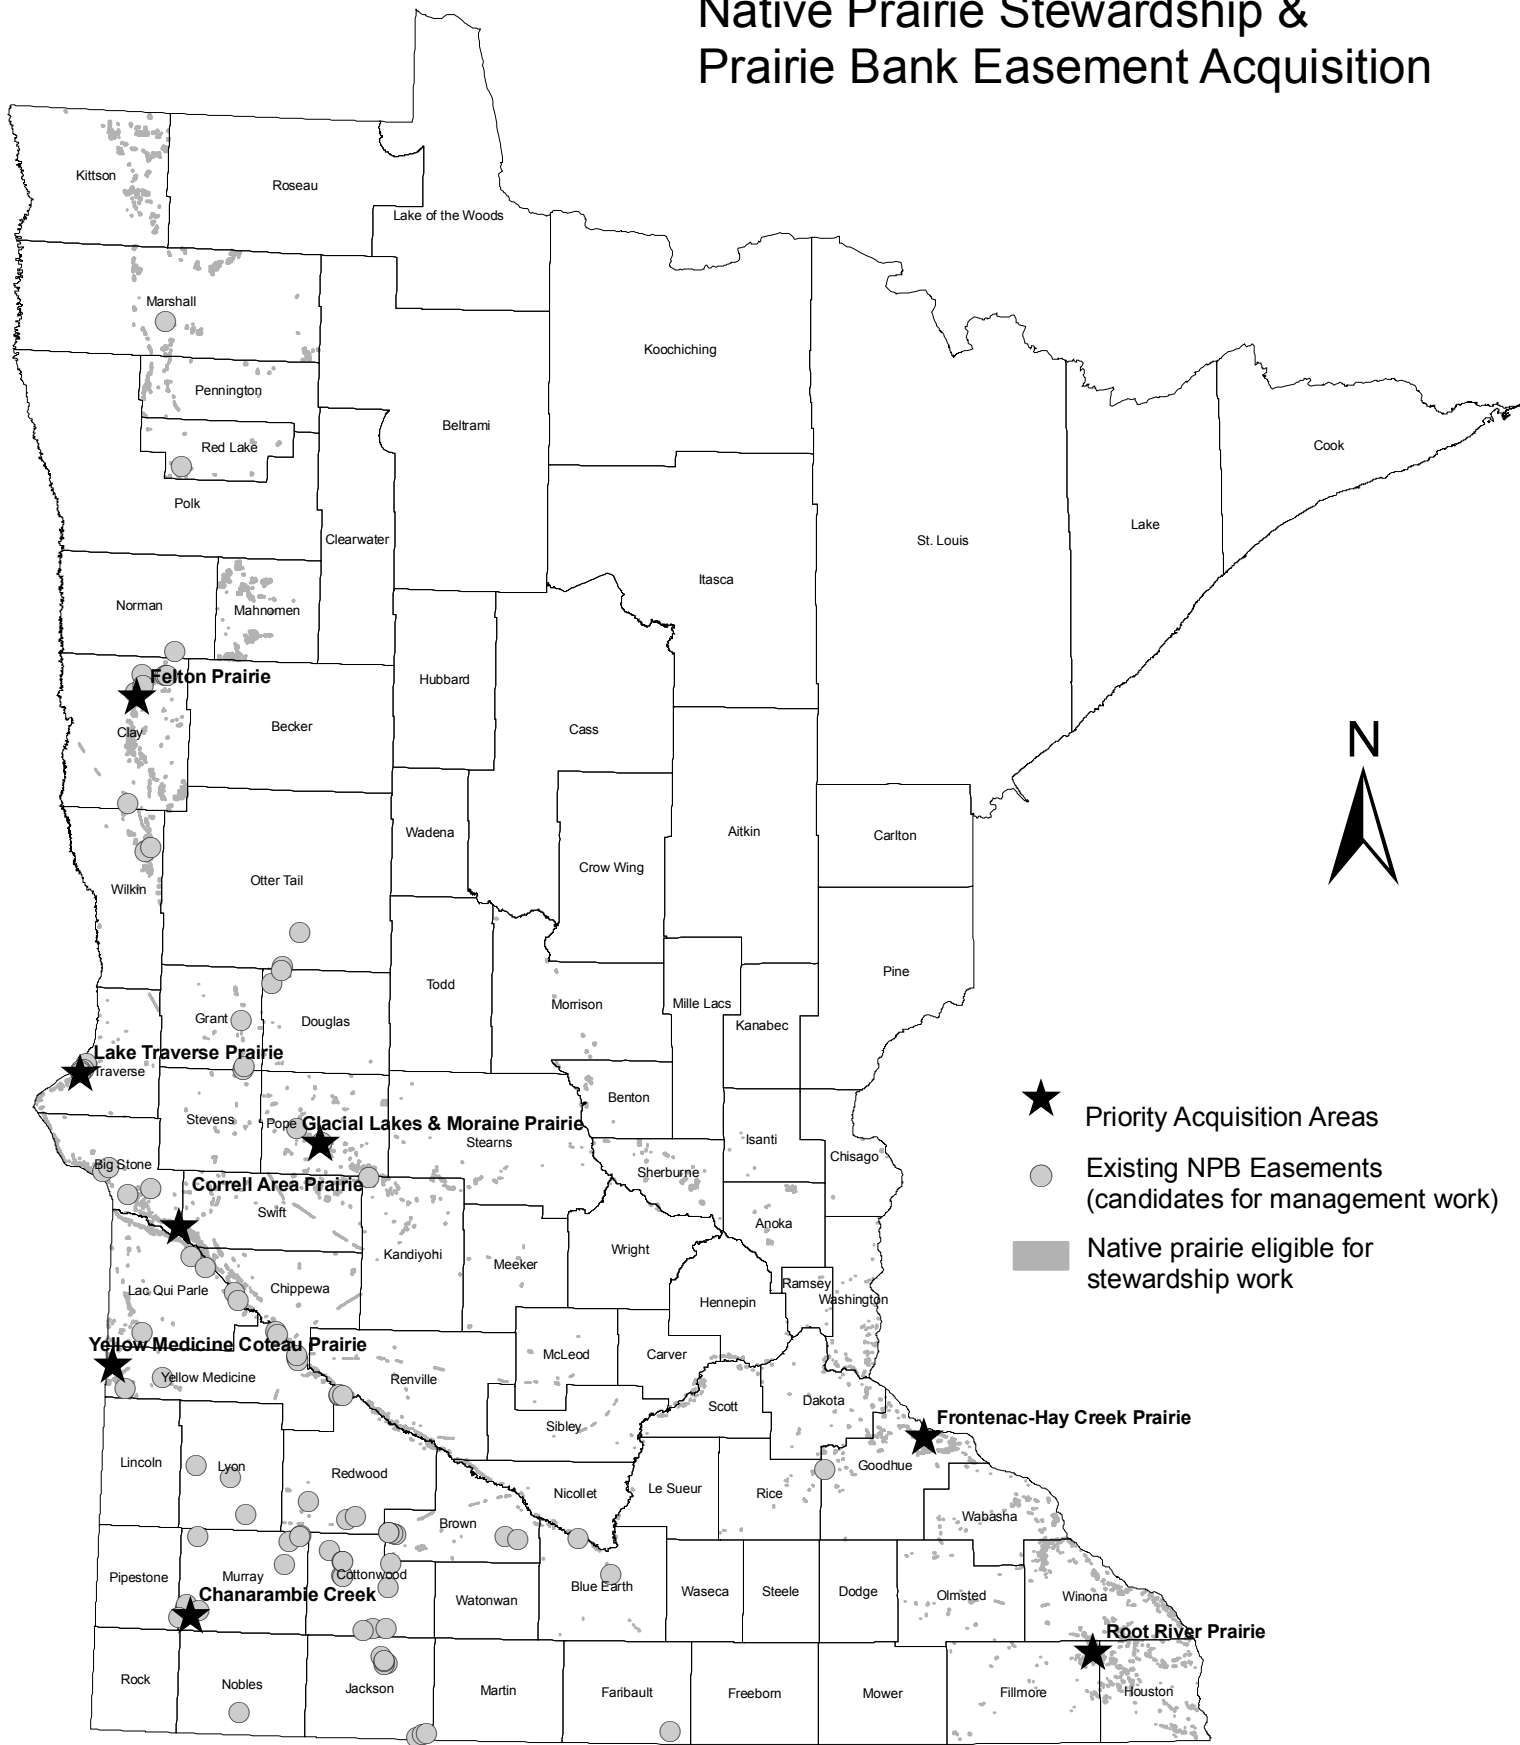 Native Prairie Stewardship &
Prairie Bank Easement Acquisition
Kittson
Roseau
Lake of the Woods
Marshall
Koochiching
Pennington
Beltrami
Red Lake
Cook
Polk
Lake
Clearwater
St. Louis
Itasca
Norman
Mahnomen
Felton Prairie
Hubbard
Becker
Cass
Clay
N
Wadena
Aitkin
Carlton
Crow Wing
Otter Tail
Wilkin
Pine
Todd
Morrison
Mille Lacs
Grant
Douglas
Kanabec
Lake Traverse Prairie
Traverse
Benton
Priority Acquisition Areas
Stevens
Pope
Glacial Lakes & Moraine Prairie
Stearns
Isanti
Chisago
Big Stone
Sherburne
Existing NPB Easements
(candidates for management work)
Correll Area Prairie
Swift
Anoka
Kandiyohi
Wright
Native prairie eligible for
stewardship work
Meeker
Lac Qui Parle
Chippewa
Ramsey
Washington
Hennepin
Yellow Medicine Coteau Prairie
McLeod
Carver
Yellow Medicine
Renville
Dakota
Scott
Frontenac-Hay Creek Prairie
Sibley
Lincoln
Lyon
Redwood
Goodhue
Nicollet
Le Sueur
Rice
Brown
Wabasha
Pipestone
Murray
Cottonwood
Blue Earth
Waseca
Steele
Dodge
Olmsted
Winona
Chanarambie Creek
Watonwan
Root River Prairie
Rock
Nobles
Jackson
Martin
Faribault
Freeborn
Mower
Fillmore
Houston